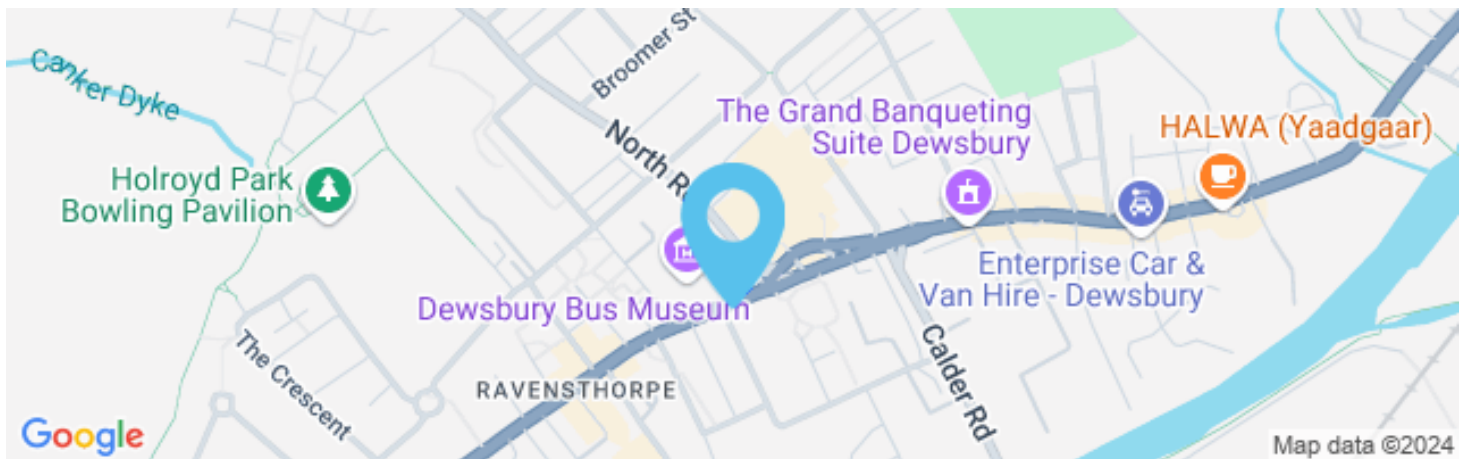 Canker Dyke
Broomer St
The Grand Banqueting
Suite Dewsbury
HALWA (Yaadgaar)
North R
Holroyd Park
Bowling Pavilion
Enterprise Car &
Van Hire - Dewsbury
Dewsbury Bus Museum
The Crescent
RAVENSTHORPE
Calder Rd
Google
Map data ©2024